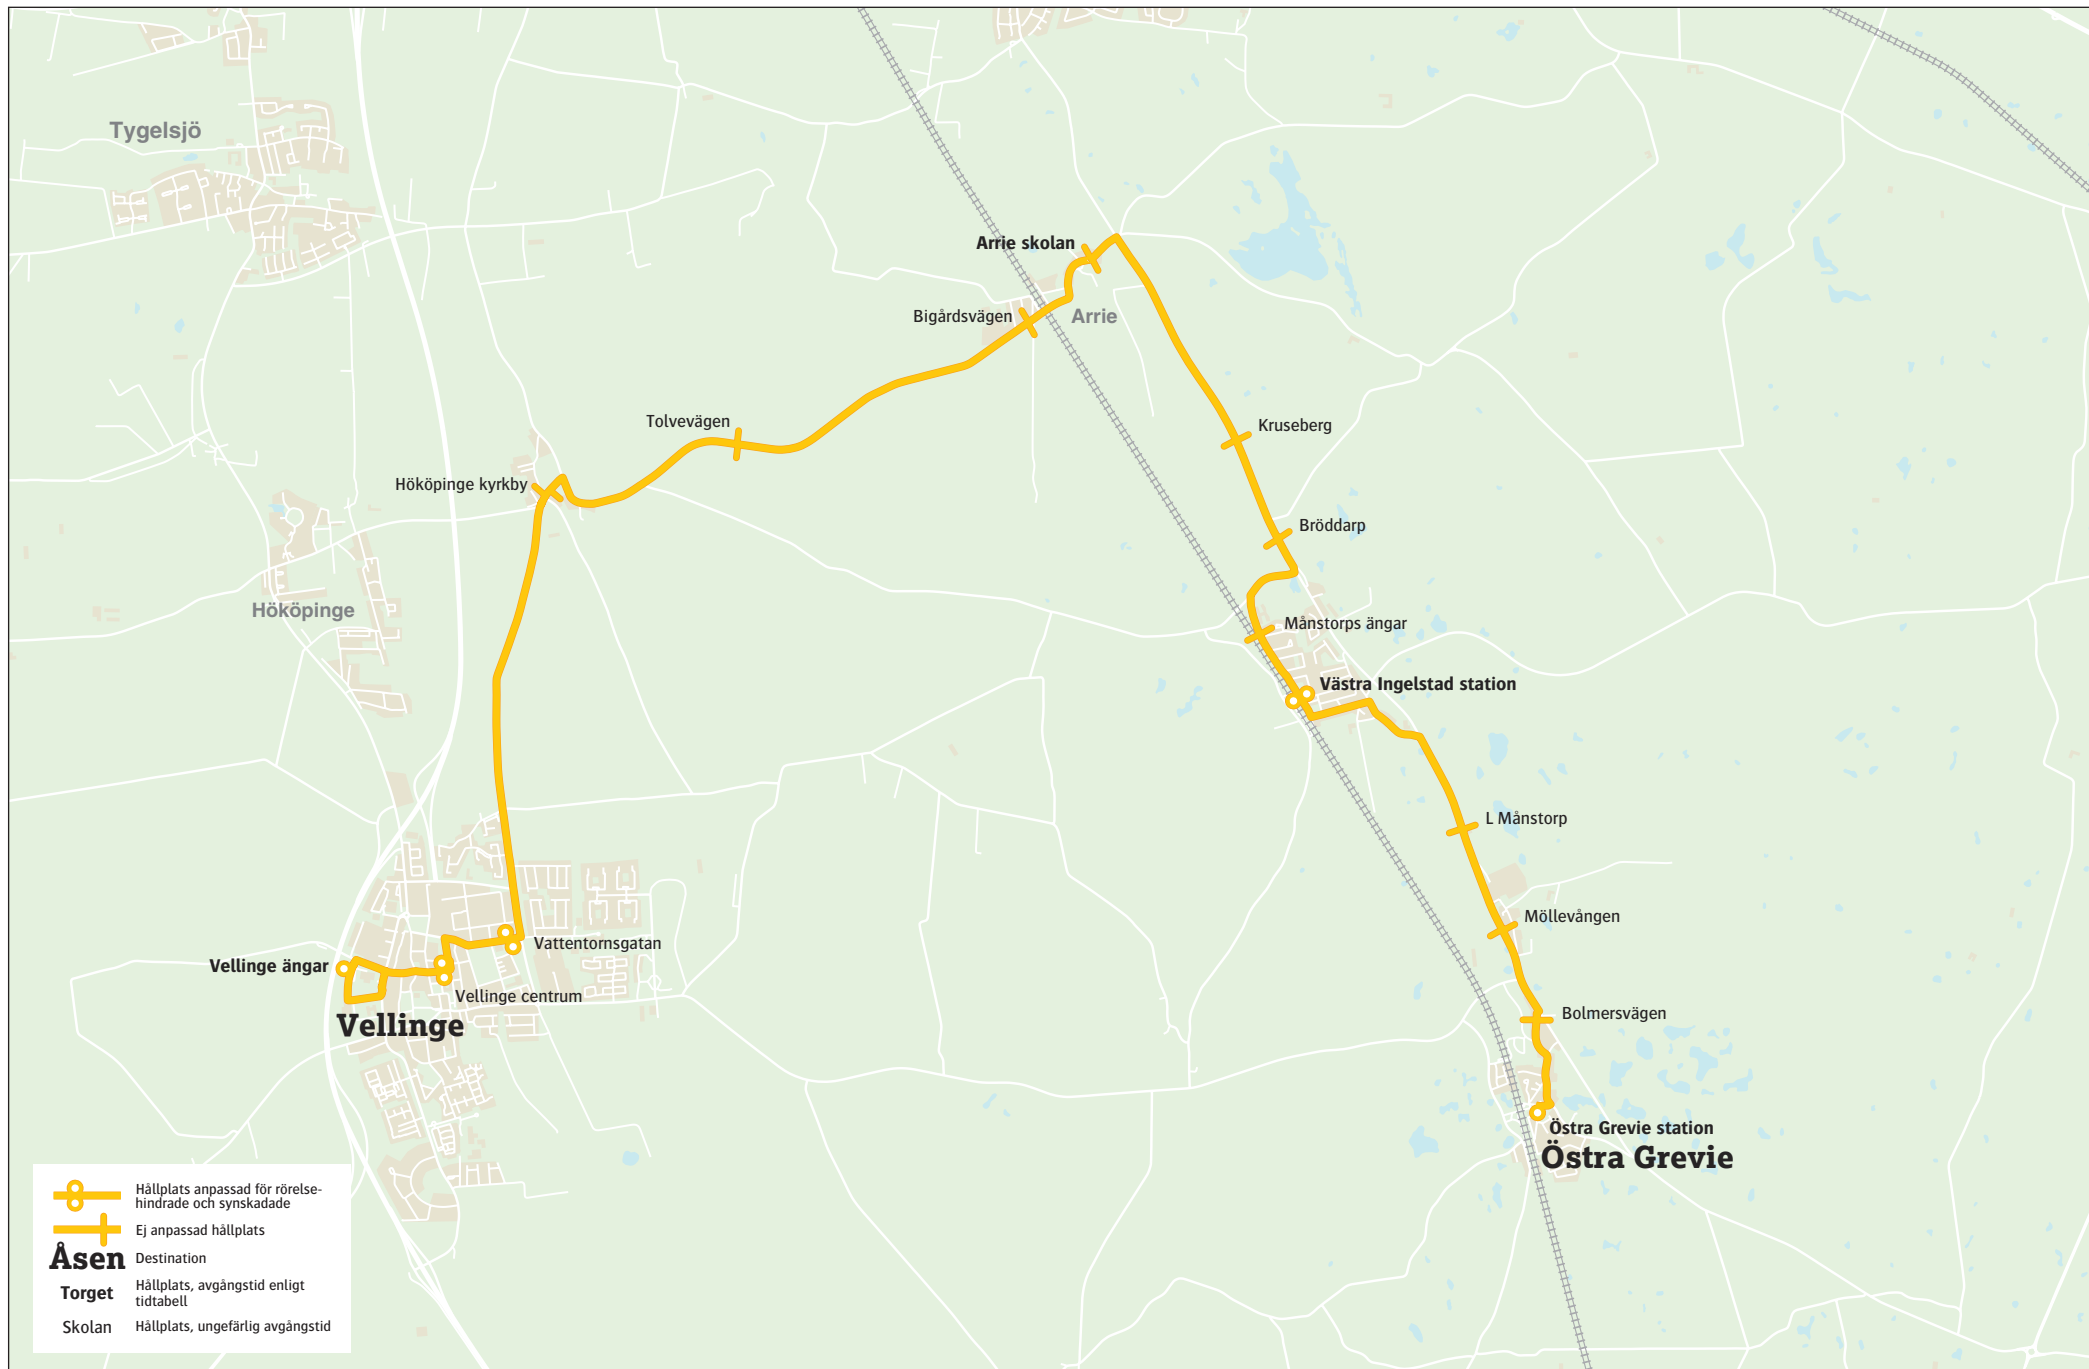 Tygelsjö
Arrie skolan
Bigårdsvägen
Arrie
Tolvevägen
Kruseberg
Hököpinge kyrkby
Bröddarp
Hököpinge
Månstorps ängar
Västra Ingelstad station
L Månstorp
Möllevången
Vattentornsgatan
Vellinge ängar
Vellinge centrum
Vellinge
Bolmersvägen
Östra Grevie station
Östra Grevie
Hållplats anpassad för rörelse-
hindrade och synskadade
Ej anpassad hållplats
Åsen Destination
Torget Hållplats, avgångstid enligt
tidtabell
Skolan Hållplats, ungefärlig avgångstid